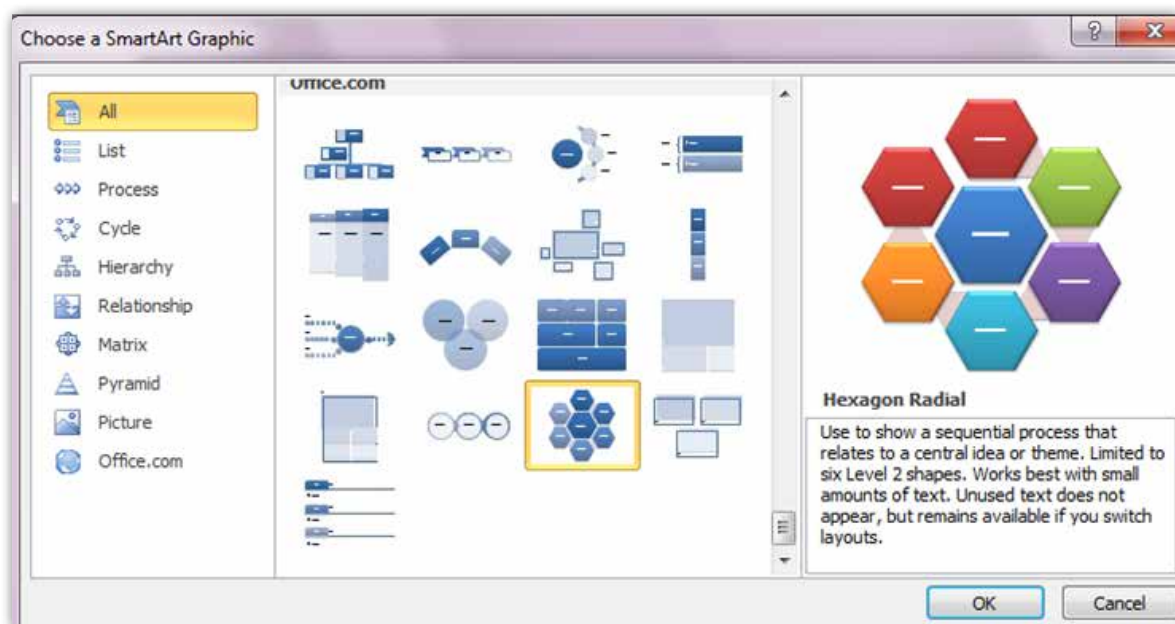 Choose a SmartArt Graphic
All
List
Process
Cycle
Hierarchy
Relationship
Matrix
Pyramid
Picture
Office.com
Office.com
Hexagon Radial
Use to show a sequential process that
relates to a central idea or theme. Limited to
six Level 2 shapes. Works best with small
amounts of text. Unused text does not
appear, but remains available if you switch
layouts.
OK
Cancel